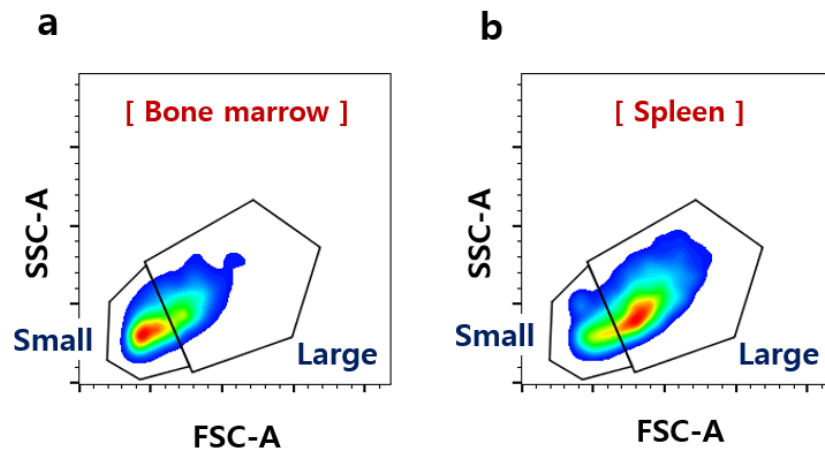 a
[ Bone marrow ]
SSC-A
Small
Large
FSC-A
b
[ Spleen ]
SSC-A
Small
Large
FSC-A